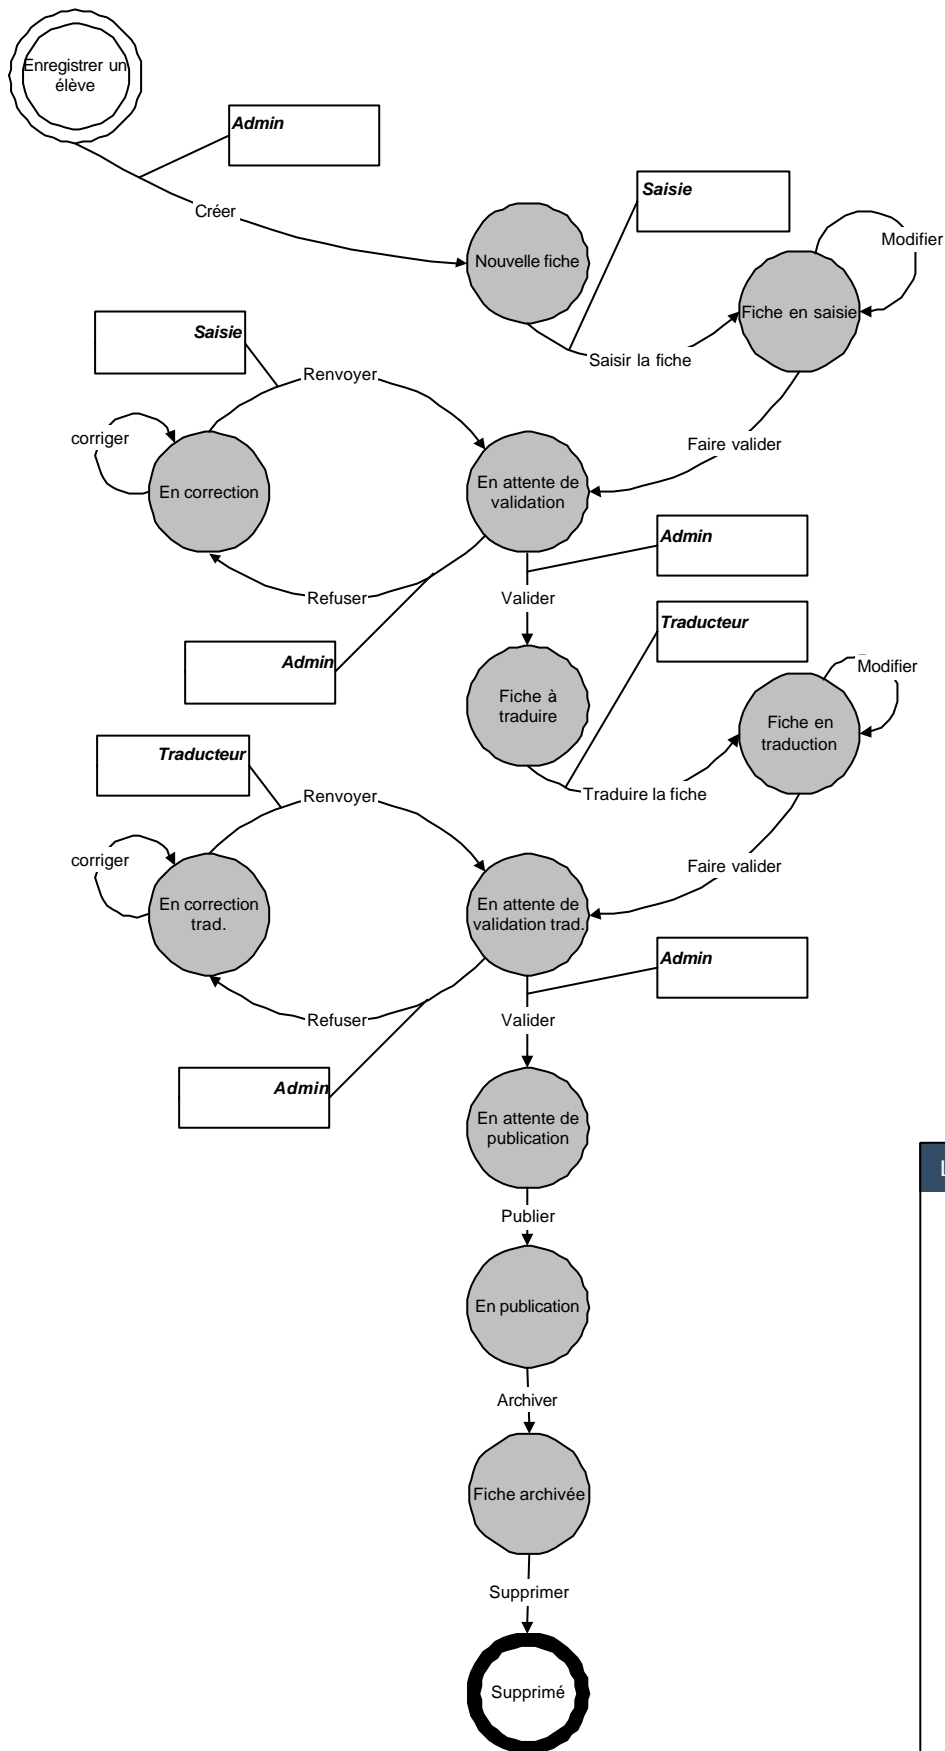 Enregistrer un
élève
Admin
Créer
Saisie
Nouvelle fiche
Modifier
Fiche en saisie
Saisir la fiche
Saisie
Renvoyer
corriger
En correction
En attente de
validation
Faire valider
Admin
Refuser
Valider
Admin
Traducteur
Fiche à
traduire
Modifier
Fiche en
traduction
Traduire la fiche
Traducteur
Renvoyer
corriger
En correction
trad.
En attente de
validation trad.
Faire valider
Admin
Refuser
Valider
Admin
En attente de
publication
Publier
En publication
Archiver
Fiche archivée
Supprimer
Supprimé